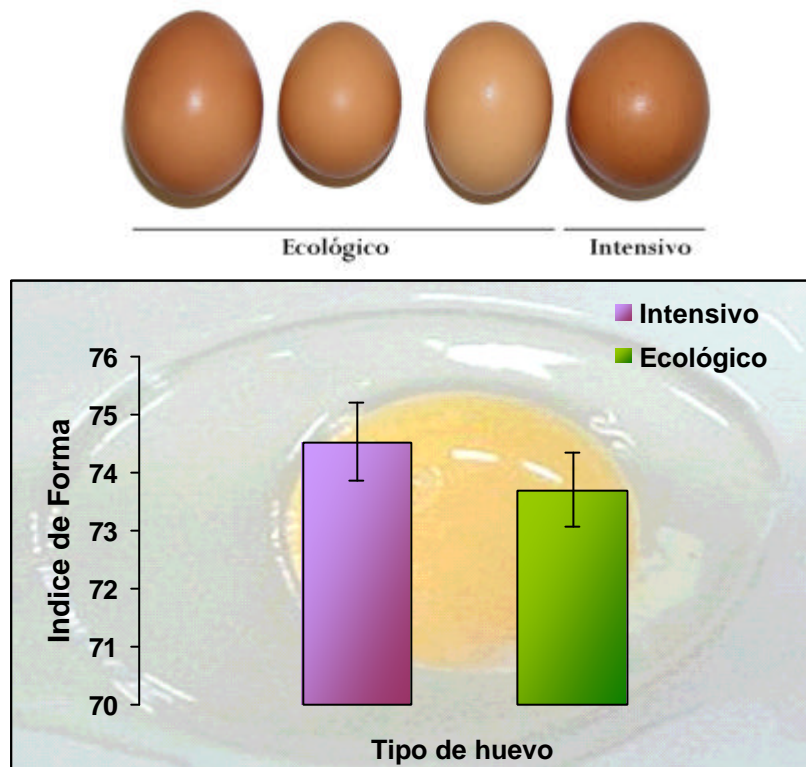 Ecológico
Intensivo
Intensivo
Ecológico
76
75
74
73
72
71
70
Indice de Forma
Tipo de huevo